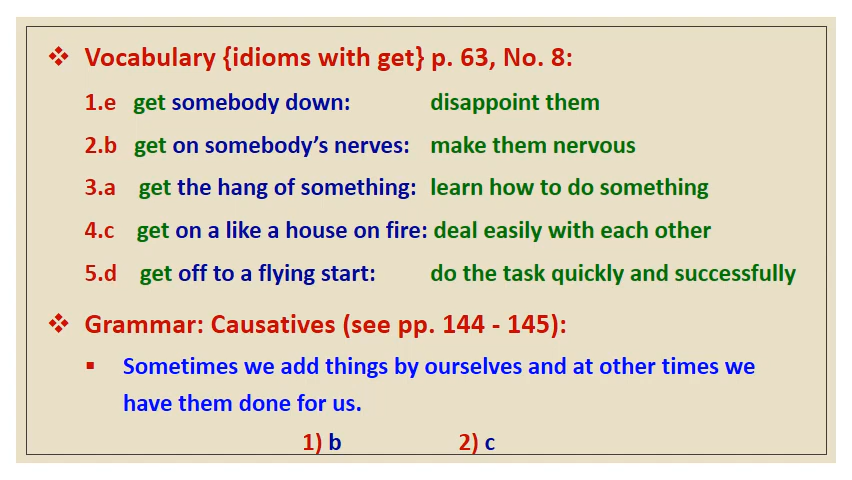 ❖ Vocabulary {idioms with get} p. 63, No. 8:
1.e get somebody down: disappoint them
2.b get on somebody’s nerves: make them nervous
3.a get the hang of something: learn how to do something
4.c get on a like a house on fire: deal easily with each other
5.d get off to a flying start: do the task quickly and successfully
❖ Grammar: Causatives (see pp. 144 - 145):
▪ Sometimes we add things by ourselves and at other times we
have them done for us.
1) b 2) c